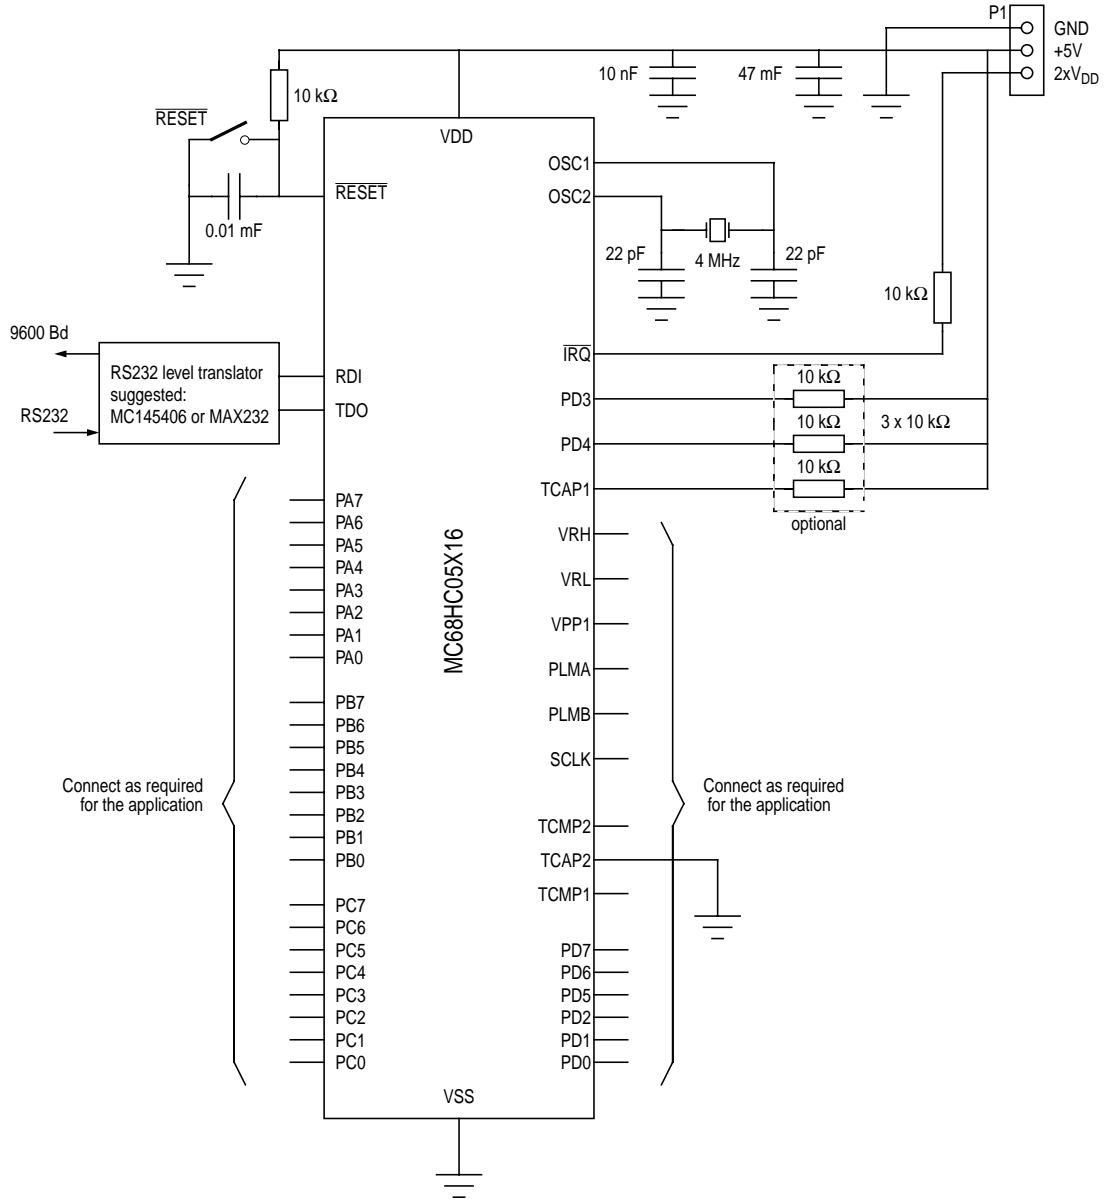 P1
GND
+5V
2xVDD
10 nF
47 mF
10 kΩ
RESET
VDD
OSC1
RESET
OSC2
0.01 mF
22 pF
4 MHz
22 pF
10 kΩ
9600 Bd
IRQ
RS232 level translator
suggested:
MC145406 or MAX232
RS232
RDI
TDO
10 kΩ
PD3
10 kΩ
3 x 10 kΩ
PD4
10 kΩ
TCAP1
optional
PA7
PA6
PA5
PA4
PA3
PA2
PA1
PA0
PB7
PB6
PB5
PB4
PB3
PB2
PB1
PB0
PC7
PC6
PC5
PC4
PC3
PC2
PC1
PC0
Connect as required
for the application
MC68HC05X16
VRH
VRL
VPP1
PLMA
PLMB
SCLK
TCMP2
TCAP2
TCMP1
PD7
PD6
PD5
PD2
PD1
PD0
Connect as required
for the application
VSS